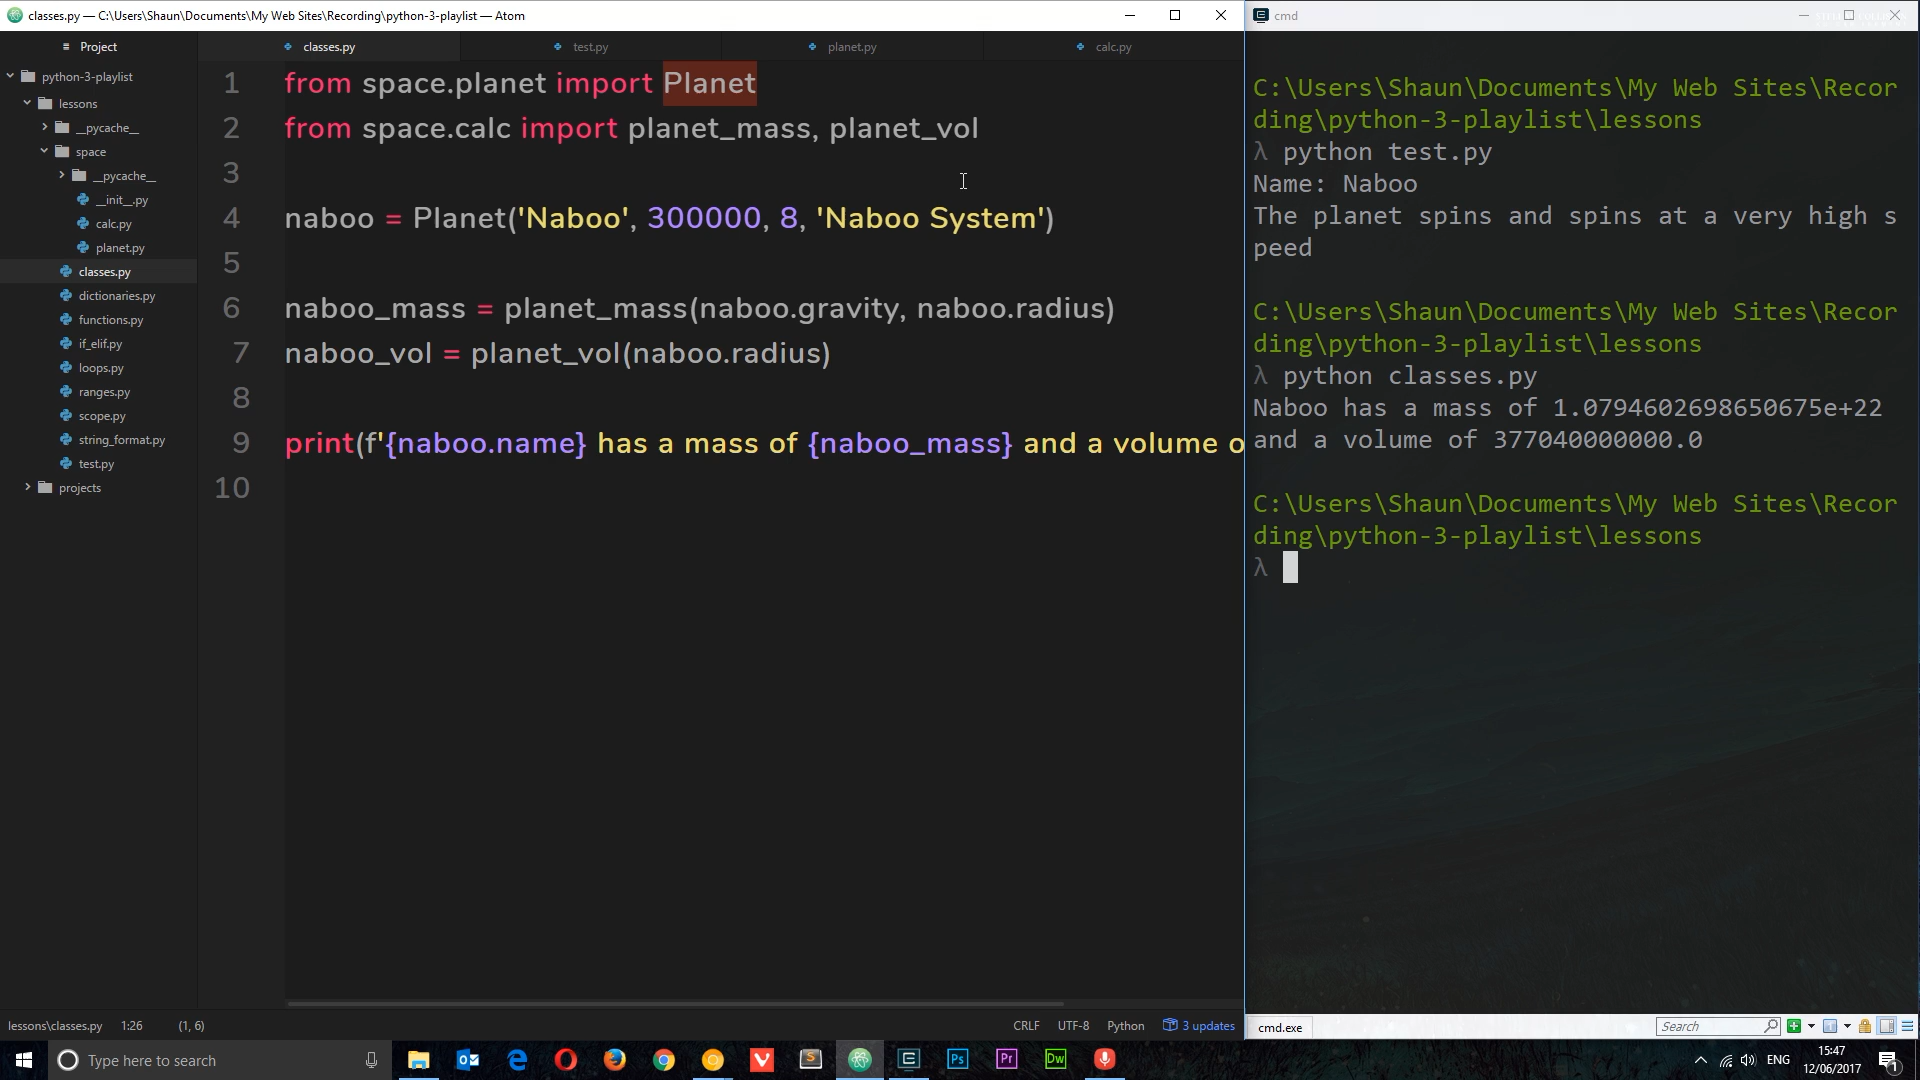 classes.py — C:\Users\Shaun\Documents\My Web Sites\Recording\python-3-playlist — Atom
Project
python-3-playlist
lessons
__pycache__
space
__pycache__
__init__.py
calc.py
planet.py
classes.py
dictionaries.py
functions.py
if_elif.py
loops.py
ranges.py
scope.py
string_format.py
test.py
projects
classes.py test.py planet.py calc.py
1 from space.planet import Planet
2 from space.calc import planet_mass, planet_vol
3
4 naboo = Planet('Naboo', 300000, 8, 'Naboo System')
5
6 naboo_mass = planet_mass(naboo.gravity, naboo.radius)
7 naboo_vol = planet_vol(naboo.radius)
8
9 print(f'{naboo.name} has a mass of {naboo_mass} and a volume o
10
lessons\classes.py 1:26 (1, 6) CRLF UTF-8 Python 3 updates
cmd
C:\Users\Shaun\Documents\My Web Sites\Recor
ding\python-3-playlist\lessons
λ python test.py
Name: Naboo
The planet spins and spins at a very high s
peed
C:\Users\Shaun\Documents\My Web Sites\Recor
ding\python-3-playlist\lessons
λ python classes.py
Naboo has a mass of 1.0794602698650675e+22
and a volume of 377040000000.0
C:\Users\Shaun\Documents\My Web Sites\Recor
ding\python-3-playlist\lessons
λ
cmd.exe Search
Type here to search
Ps Pr Dw
ENG
15:47
12/06/2017
1